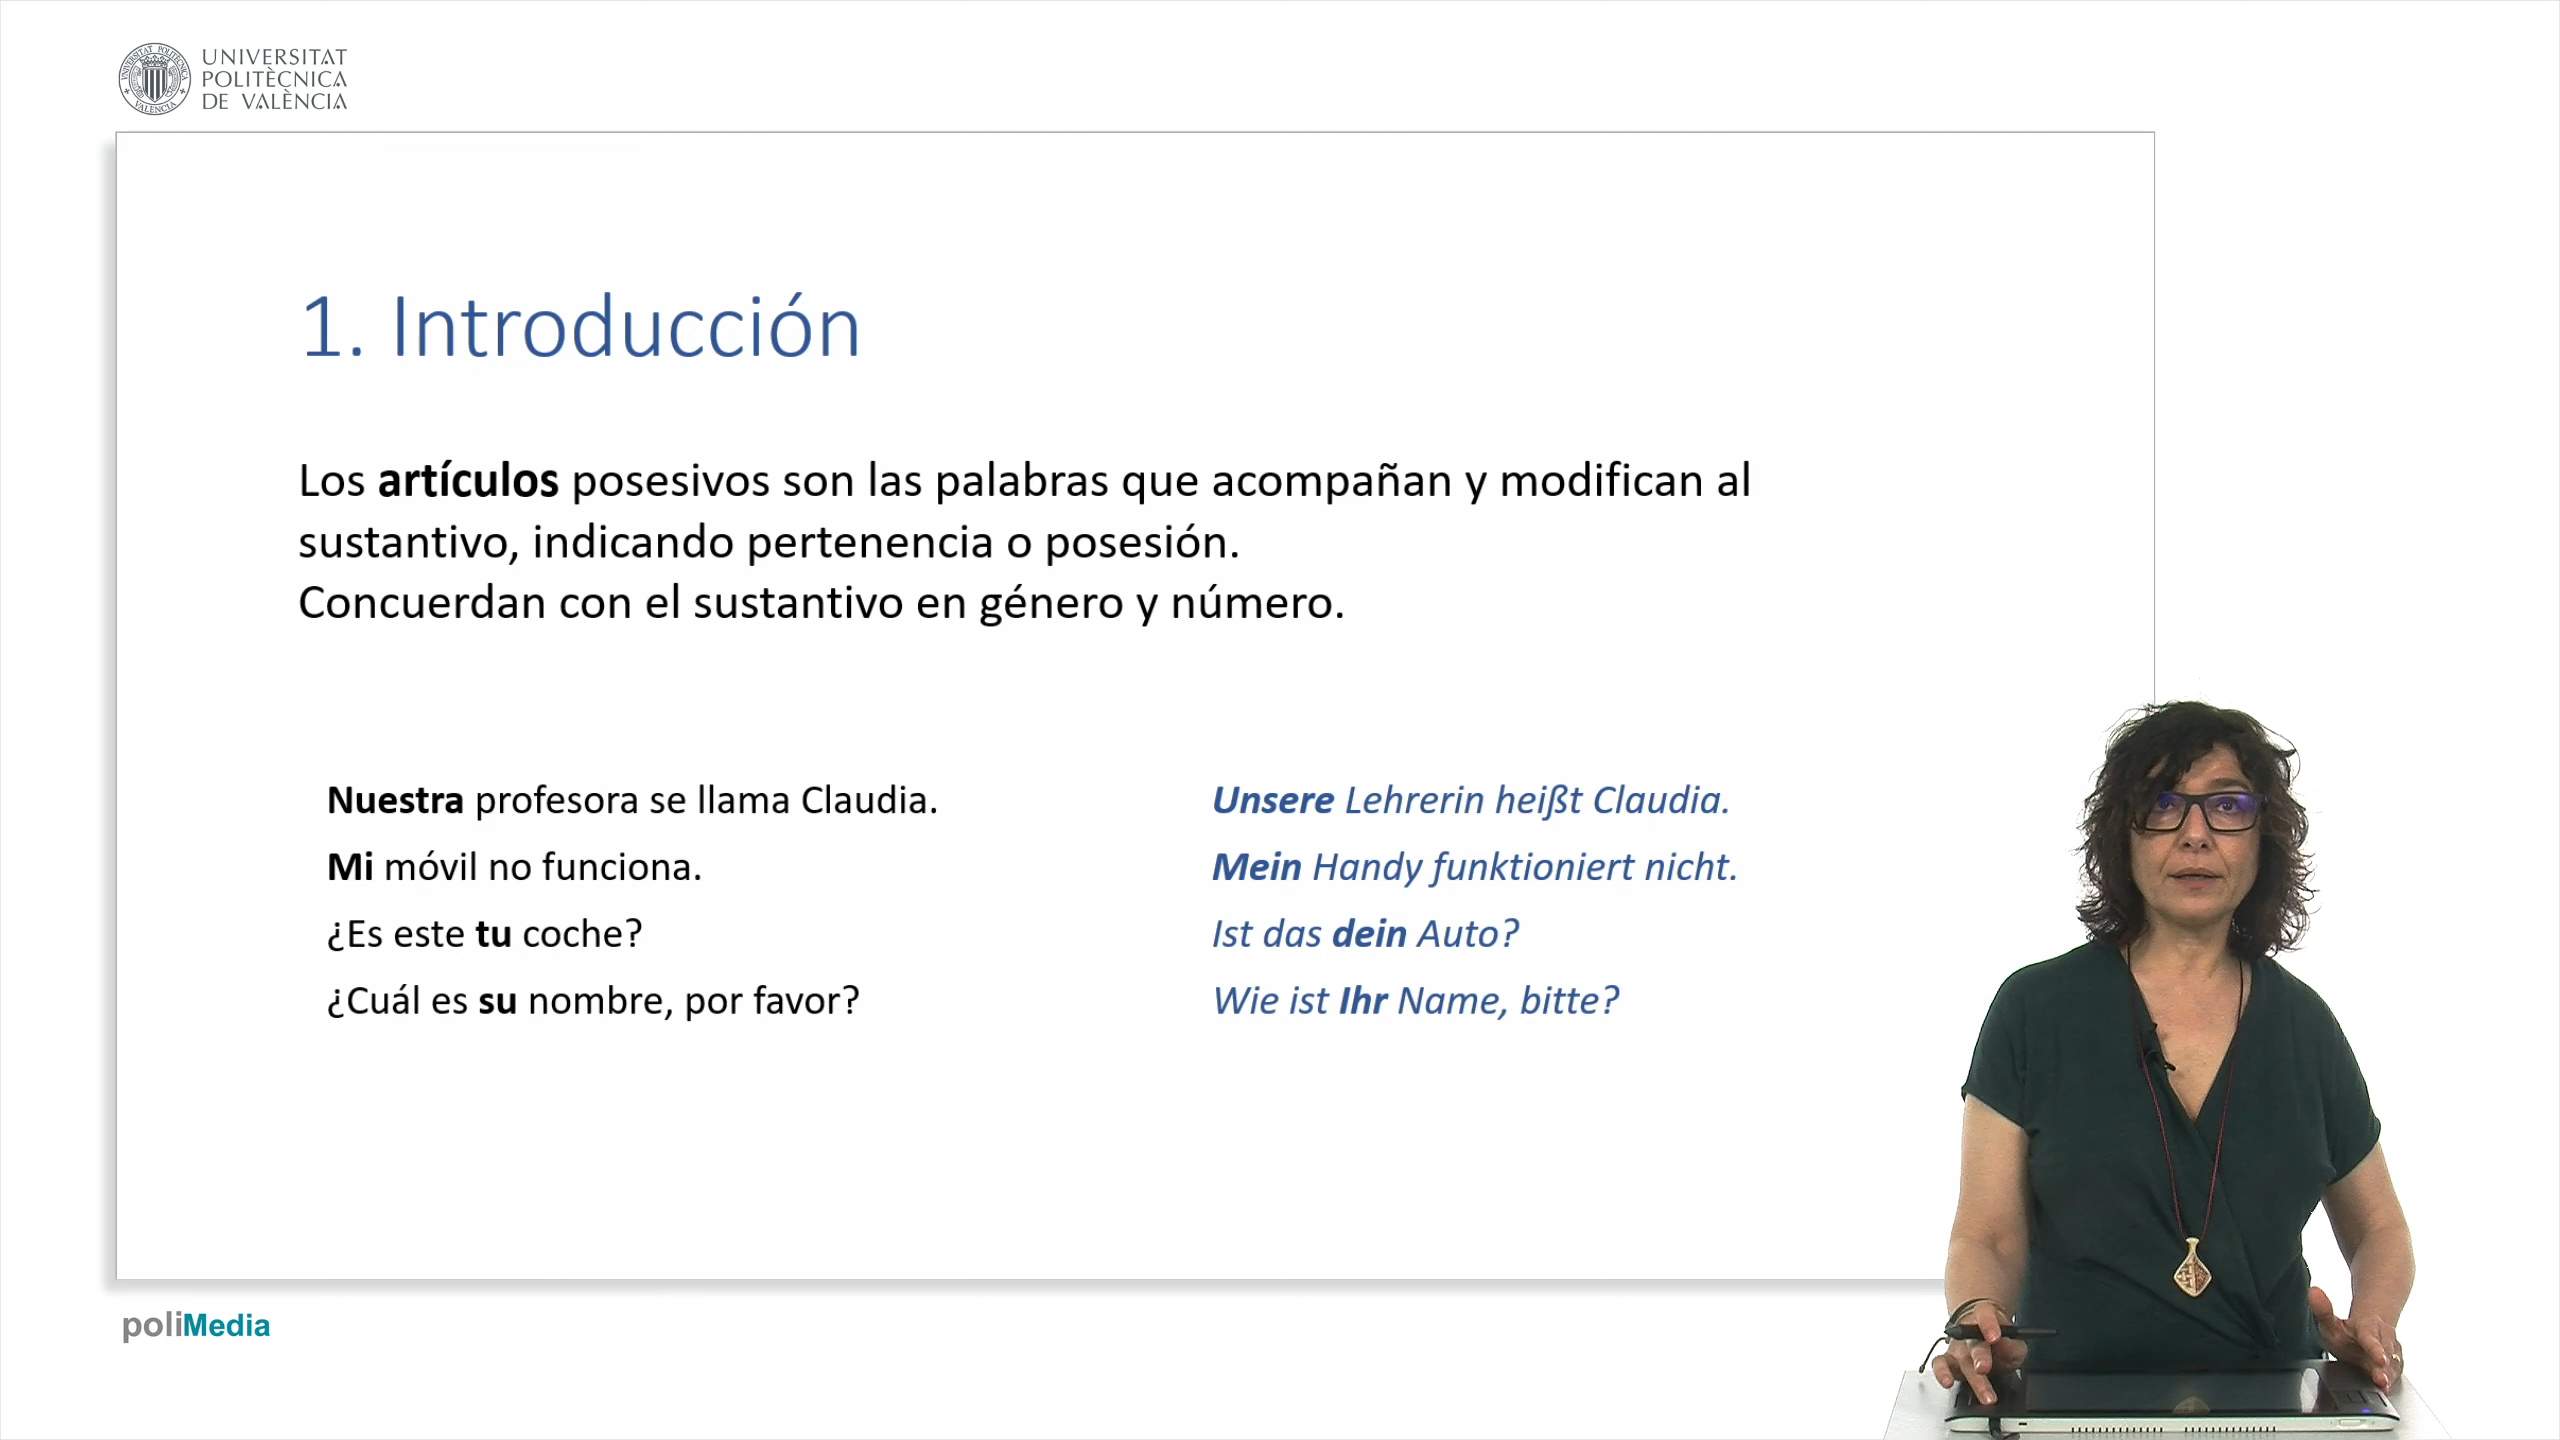 UNIVERSITAT
POLITÈCNICA
DE VALÈNCIA
1. Introducción
Los artículos posesivos son las palabras que acompañan y modifican al
sustantivo, indicando pertenencia o posesión.
Concuerdan con el sustantivo en género y número.
Nuestra profesora se llama Claudia.
Mi móvil no funciona.
¿Es este tu coche?
¿Cuál es su nombre, por favor?
Unsere Lehrerin heißt Claudia.
Mein Handy funktioniert nicht.
Ist das dein Auto?
Wie ist Ihr Name, bitte?
poliMedia